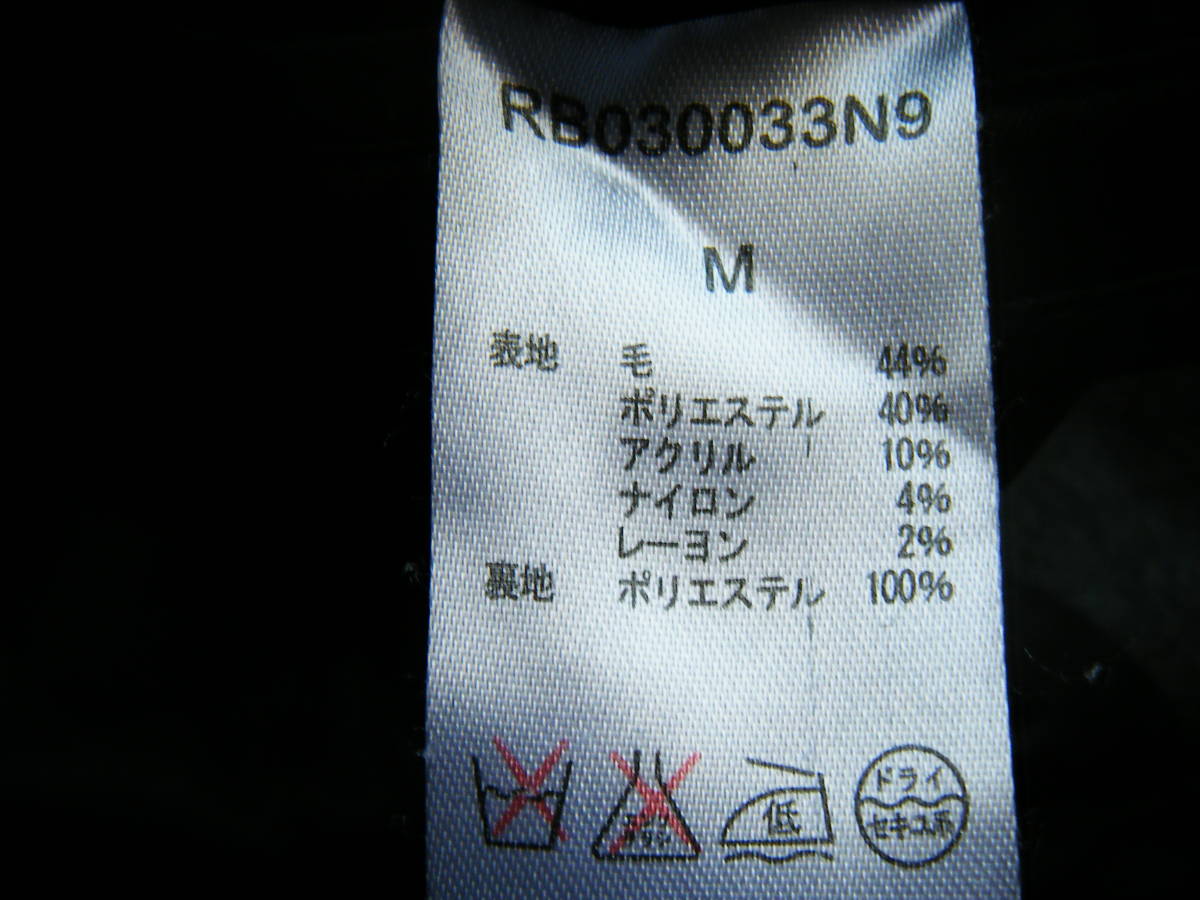 RB030033N9
M
表地 毛 44%
ポリエステル 40%
アクリル 10%
ナイロン 4%
レーヨン 2%
裏地 ポリエステル 100%
低 ドライ
セキユ系